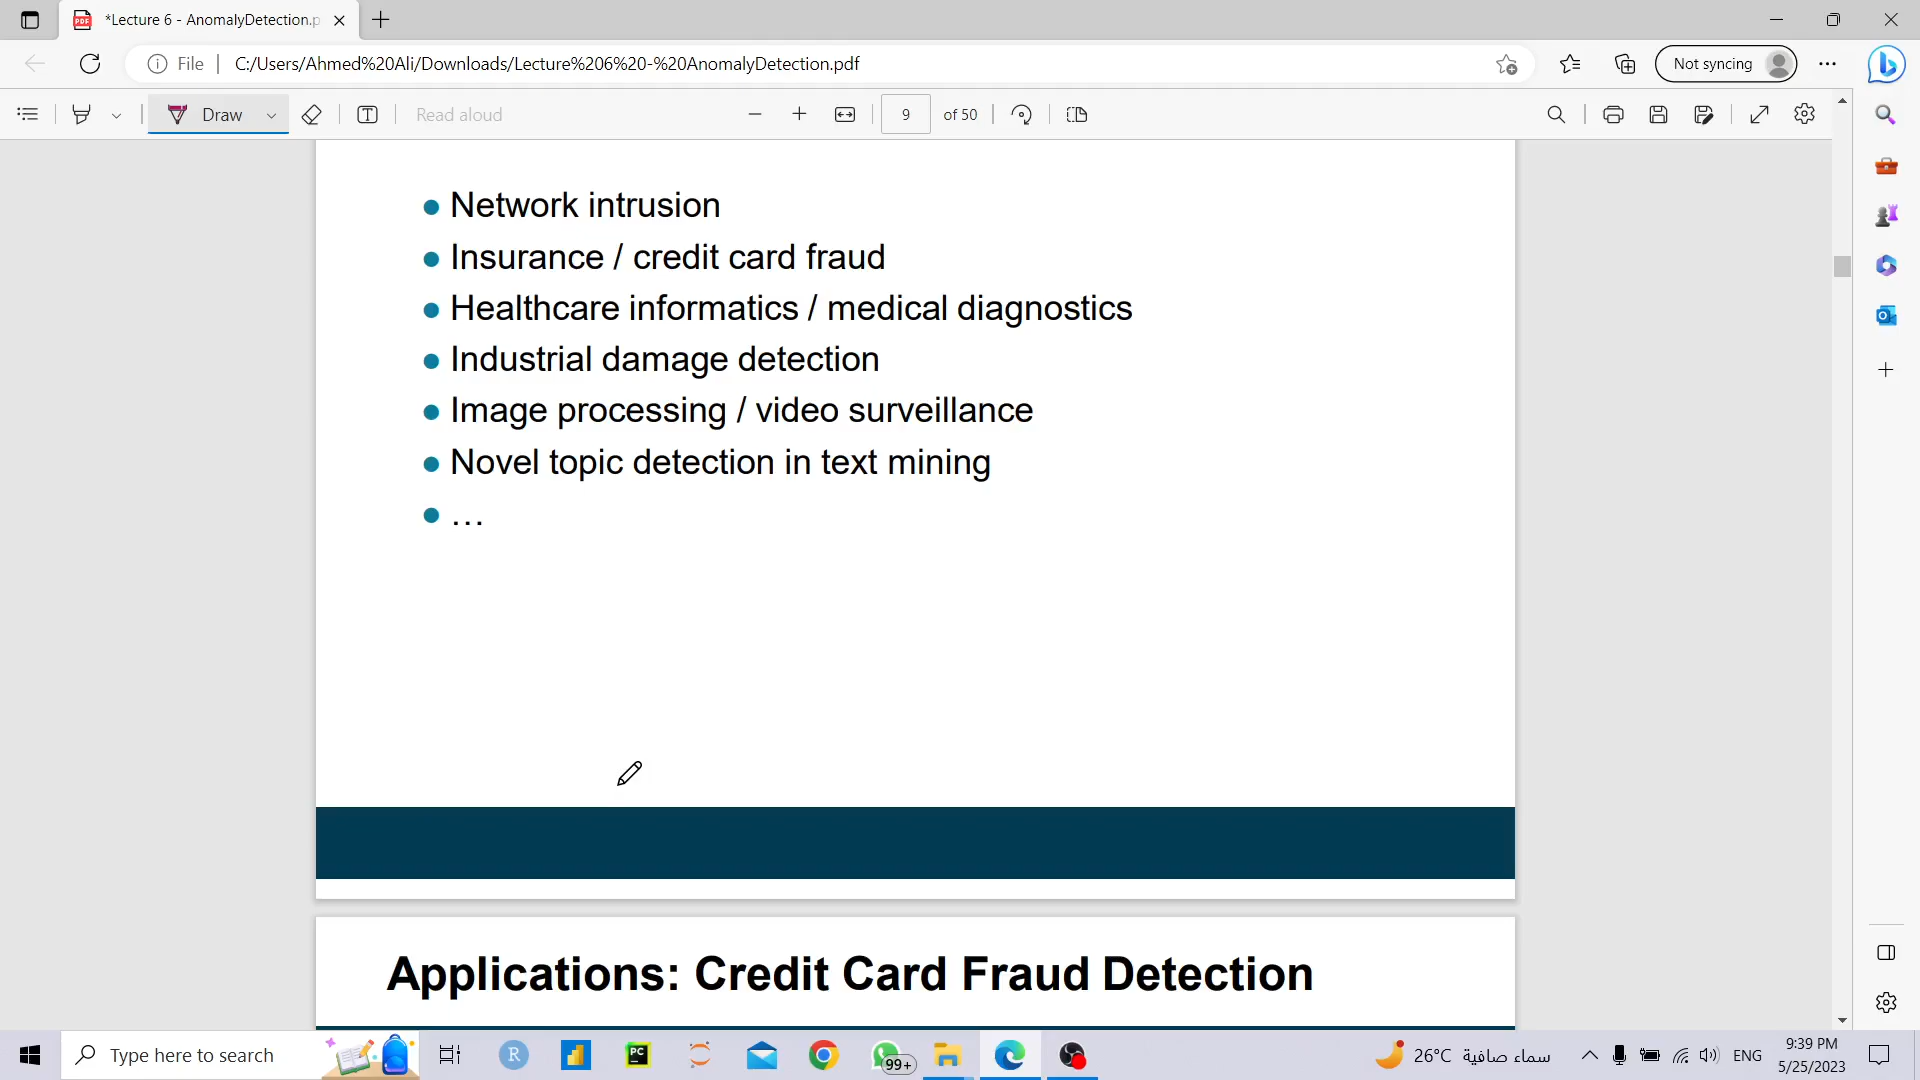 *Lecture 6 - AnomalyDetection.p
File
C:/Users/Ahmed%20Ali/Downloads/Lecture%206%20-%20AnomalyDetection.pdf
Not syncing
Draw
Read aloud
9
of 50
Network intrusion
Insurance / credit card fraud
Healthcare informatics / medical diagnostics
Industrial damage detection
Image processing / video surveillance
Novel topic detection in text mining
…
Applications: Credit Card Fraud Detection
Type here to search
R
PC
99+
26°C سماء صافية
ENG
9:39 PM
5/25/2023